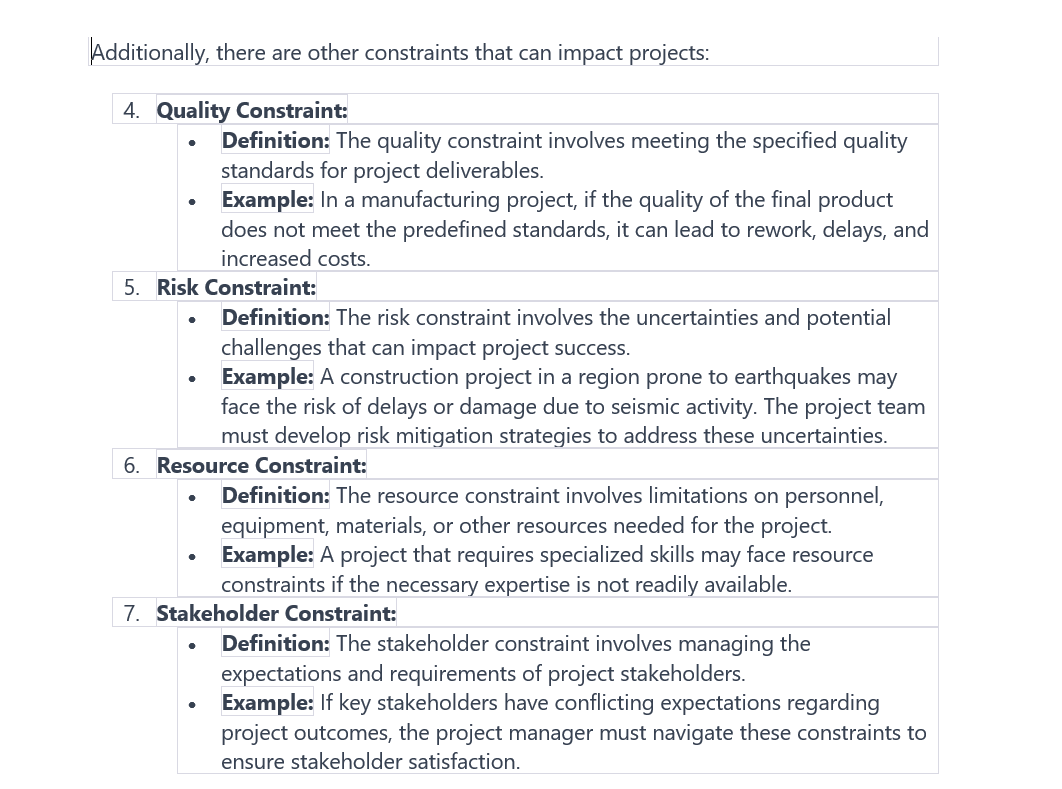 Additionally, there are other constraints that can impact projects:
4. Quality Constraint:
• Definition: The quality constraint involves meeting the specified quality
standards for project deliverables.
• Example: In a manufacturing project, if the quality of the final product
does not meet the predefined standards, it can lead to rework, delays, and
increased costs.
5. Risk Constraint:
• Definition: The risk constraint involves the uncertainties and potential
challenges that can impact project success.
• Example: A construction project in a region prone to earthquakes may
face the risk of delays or damage due to seismic activity. The project team
must develop risk mitigation strategies to address these uncertainties.
6. Resource Constraint:
• Definition: The resource constraint involves limitations on personnel,
equipment, materials, or other resources needed for the project.
• Example: A project that requires specialized skills may face resource
constraints if the necessary expertise is not readily available.
7. Stakeholder Constraint:
• Definition: The stakeholder constraint involves managing the
expectations and requirements of project stakeholders.
• Example: If key stakeholders have conflicting expectations regarding
project outcomes, the project manager must navigate these constraints to
ensure stakeholder satisfaction.